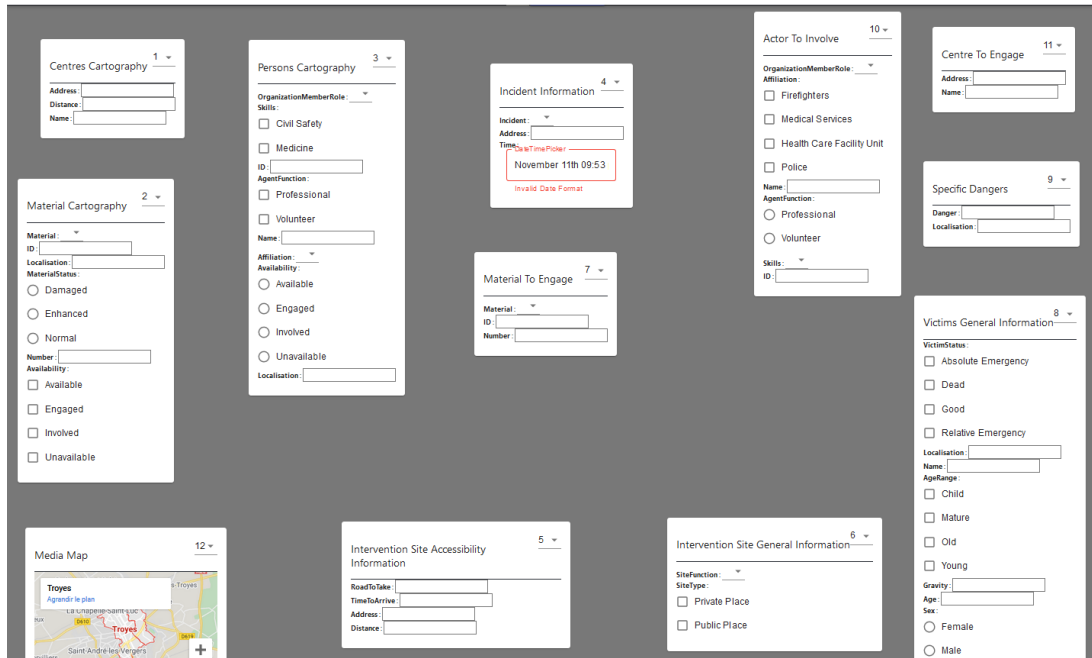 Centres Cartography 1
Address:
Distance:
Name:
Material Cartography 2
Material:
ID:
Localisation:
MaterialStatus:
Damaged
Enhanced
Normal
Number:
Availability:
Available
Engaged
Involved
Unavailable
Persons Cartography 3
OrganizationMemberRole:
Skills:
Civil Safety
Medicine
ID:
AgentFunction:
Professional
Volunteer
Name:
Affiliation:
Availability:
Available
Engaged
Involved
Unavailable
Localisation:
Incident Information 4
Incident:
Address:
Time:
DateTimePicker
November 11th 09:53
Invalid Date Format
Material To Engage 7
Material:
ID:
Number:
Actor To Involve 10
OrganizationMemberRole:
Affiliation:
Firefighters
Medical Services
Health Care Facility Unit
Police
Name:
AgentFunction:
Professional
Volunteer
Skills:
ID:
Centre To Engage 11
Address:
Name:
Specific Dangers 9
Danger:
Localisation:
Victims General Information 8
VictimStatus:
Absolute Emergency
Dead
Good
Relative Emergency
Localisation:
Name:
AgeRange:
Child
Mature
Old
Young
Gravity:
Age:
Sex:
Female
Male
Media Map 12
Troyes
Agrandir le plan
s-Troyes
La Chapelle-Saint-Luc
D610
Troyes
D619
Saint-André-les-Vergers
+
Intervention Site Accessibility 5
Information
RoadToTake:
TimeToArrive:
Address:
Distance:
Intervention Site General Information 6
SiteFunction:
SiteType:
Private Place
Public Place